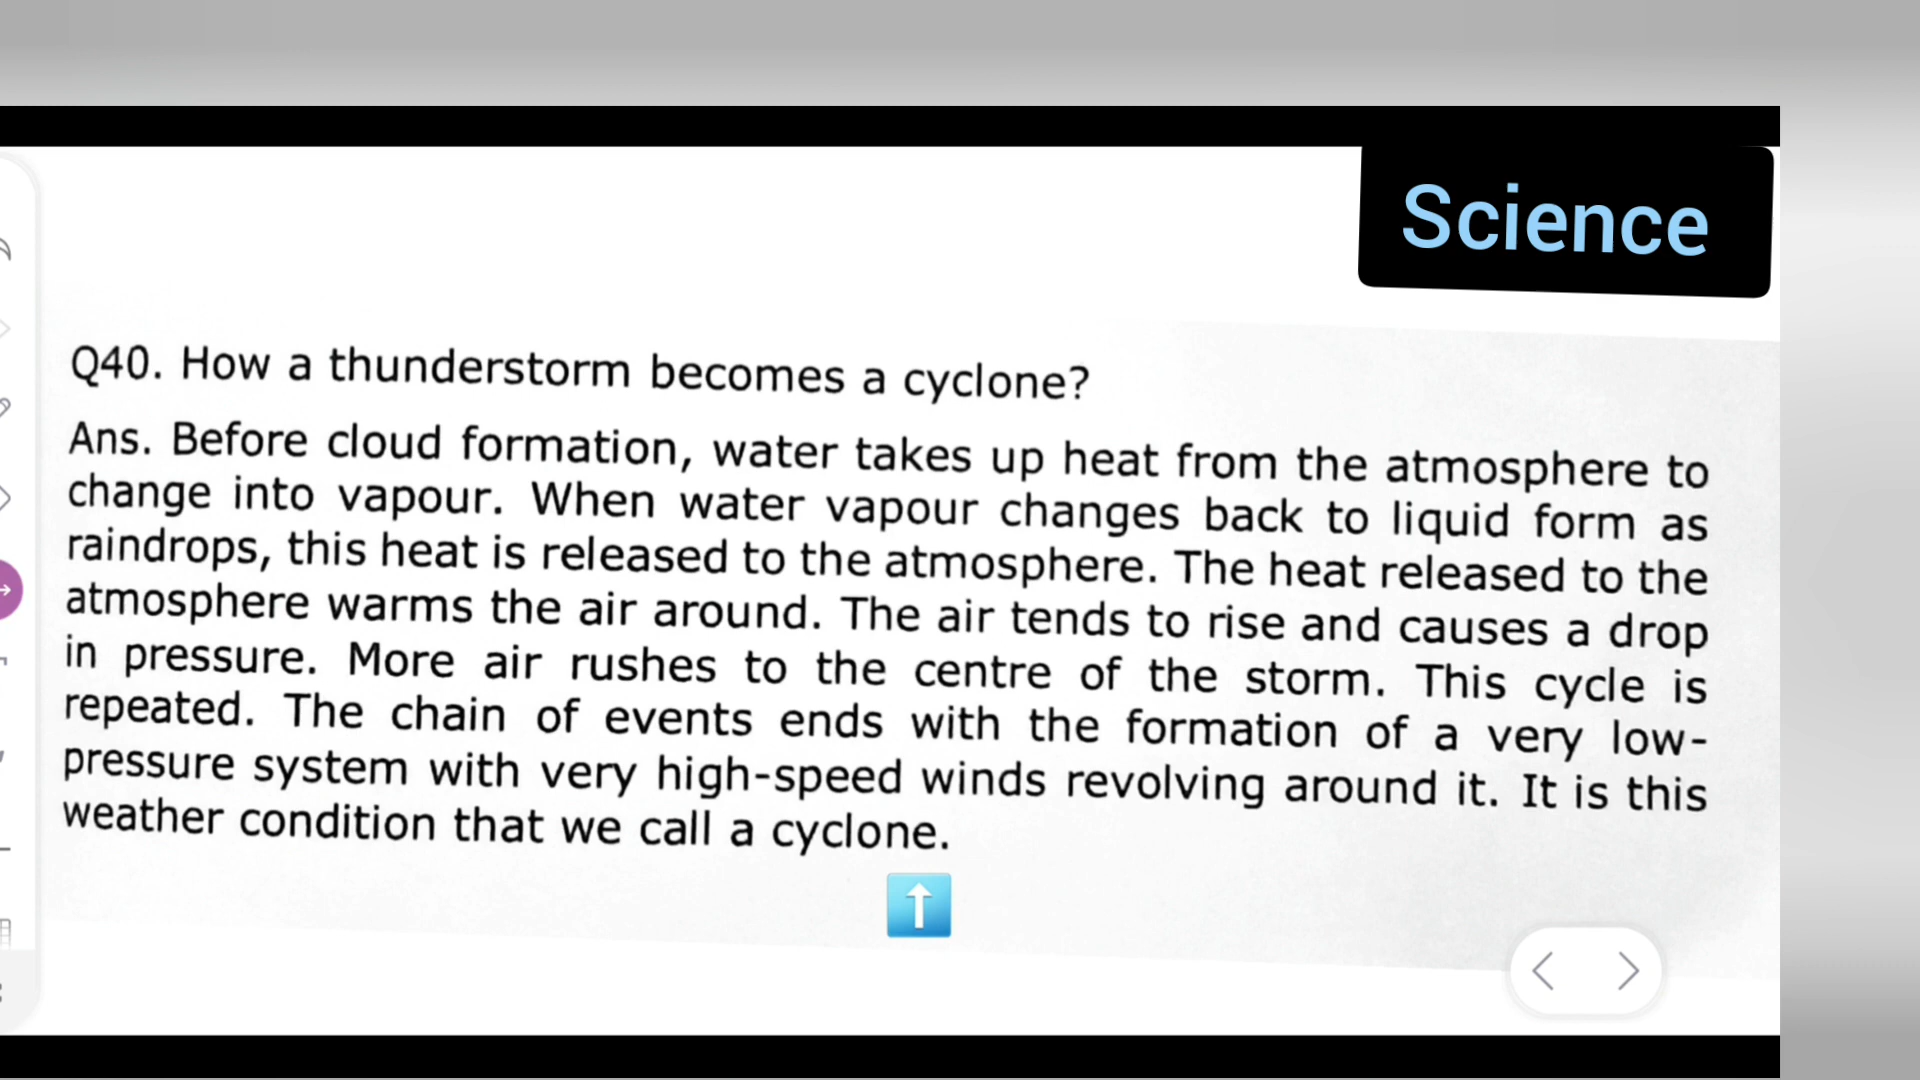 Science
Q40. How a thunderstorm becomes a cyclone?
Ans. Before cloud formation, water takes up heat from the atmosphere to
change into vapour. When water vapour changes back to liquid form as
raindrops, this heat is released to the atmosphere. The heat released to the
atmosphere warms the air around. The air tends to rise and causes a drop
in pressure. More air rushes to the centre of the storm. This cycle is
repeated. The chain of events ends with the formation of a very low-
pressure system with very high-speed winds revolving around it. It is this
weather condition that we call a cyclone.